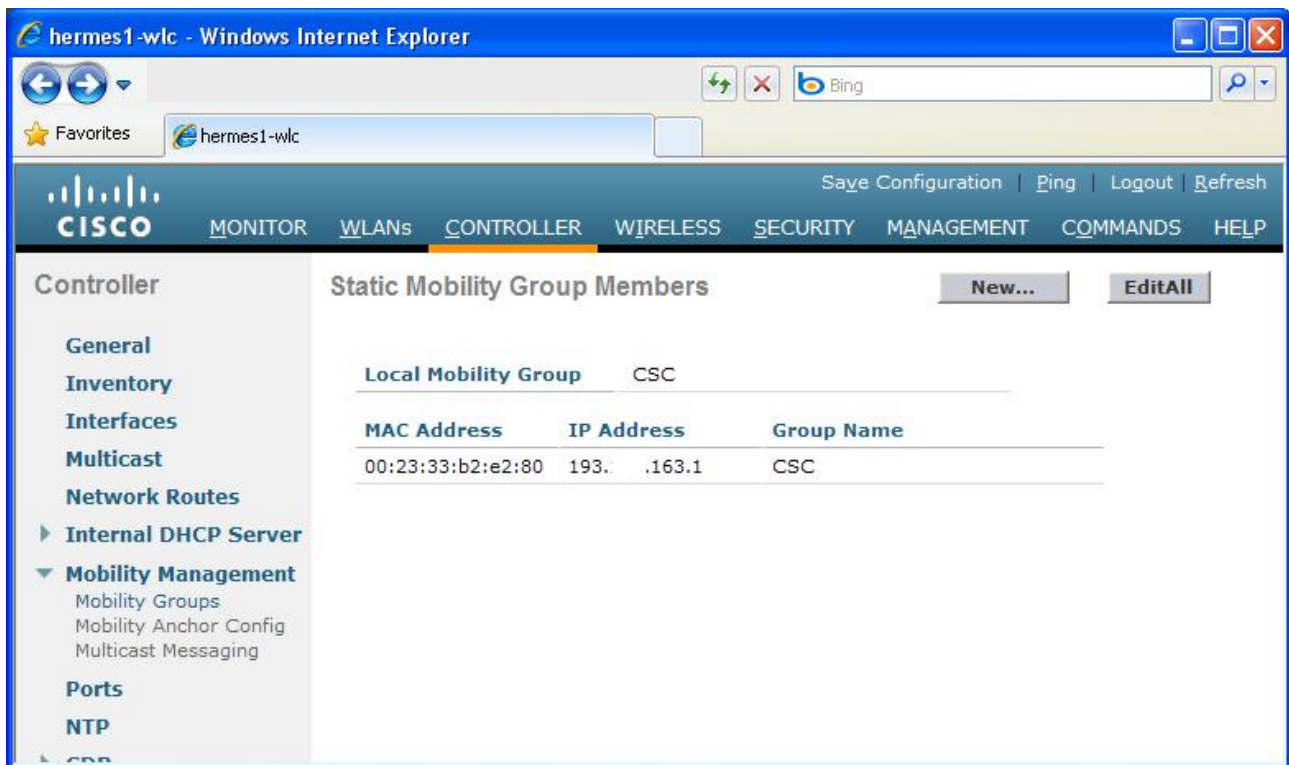 hermes1-wlc - Windows Internet Explorer
Bing
Favorites hermes1-wlc
Save Configuration | Ping | Logout | Refresh
CISCO MONITOR WLANs CONTROLLER WIRELESS SECURITY MANAGEMENT COMMANDS HELP
Controller
General
Inventory
Interfaces
Multicast
Network Routes
Internal DHCP Server
Mobility Management
Mobility Groups
Mobility Anchor Config
Multicast Messaging
Ports
NTP
Static Mobility Group Members New... EditAll
Local Mobility Group CSC
MAC Address IP Address Group Name
00:23:33:b2:e2:80 193. .163.1 CSC